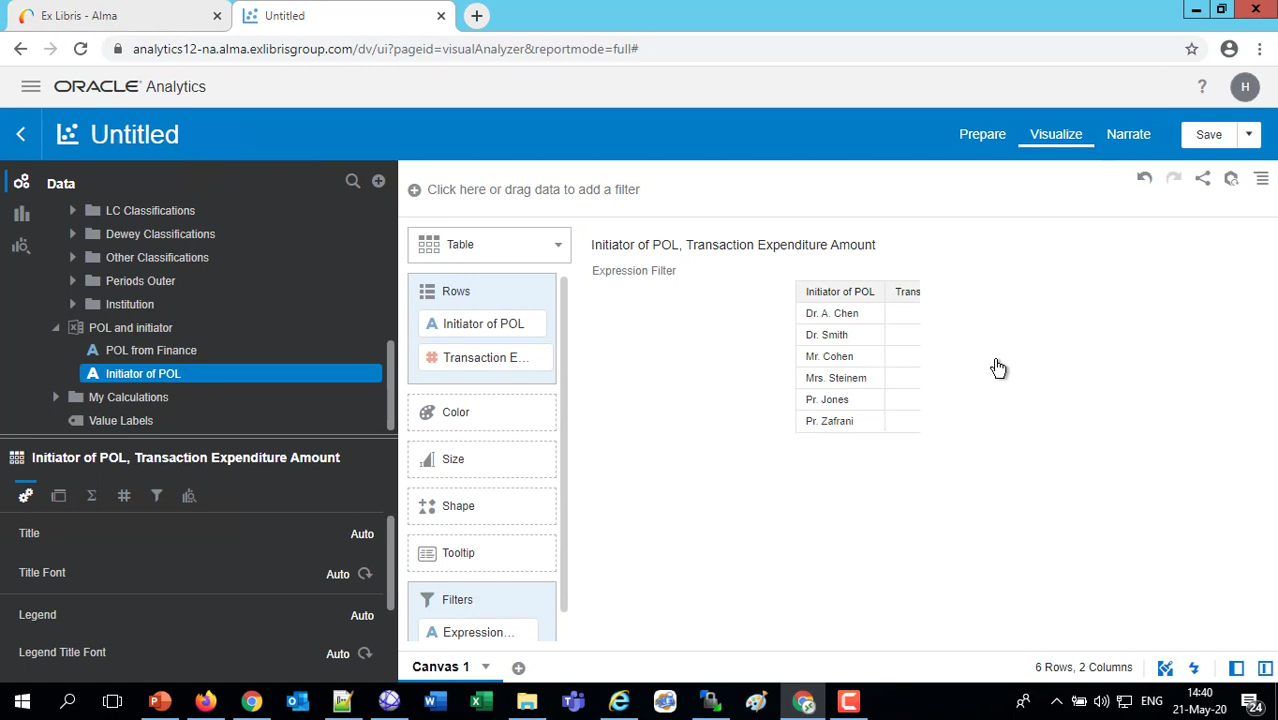 Ex Libris - Alma
Untitled
analytics12-na.alma.exlibrisgroup.com/dv/ui?pageid=visualAnalyzer&reportmode=full#
ORACLE Analytics
?
H
Untitled
Prepare
Visualize
Narrate
Save
Data
LC Classifications
Dewey Classifications
Other Classifications
Periods Outer
Institution
POL and initiator
A POL from Finance
A Initiator of POL
My Calculations
Value Labels
Initiator of POL, Transaction Expenditure Amount
Title Auto
Title Font Auto
Legend Auto
Legend Title Font Auto
Click here or drag data to add a filter
Table
Rows
A Initiator of POL
# Transaction E...
Color
Size
Shape
Tooltip
Filters
A Expression...
Initiator of POL, Transaction Expenditure Amount
Expression Filter
Initiator of POL Trans
Dr. A. Chen
Dr. Smith
Mr. Cohen
Mrs. Steinem
Pr. Jones
Pr. Zafrani
Canvas 1
6 Rows, 2 Columns
ENG
14:40
21-May-20
24